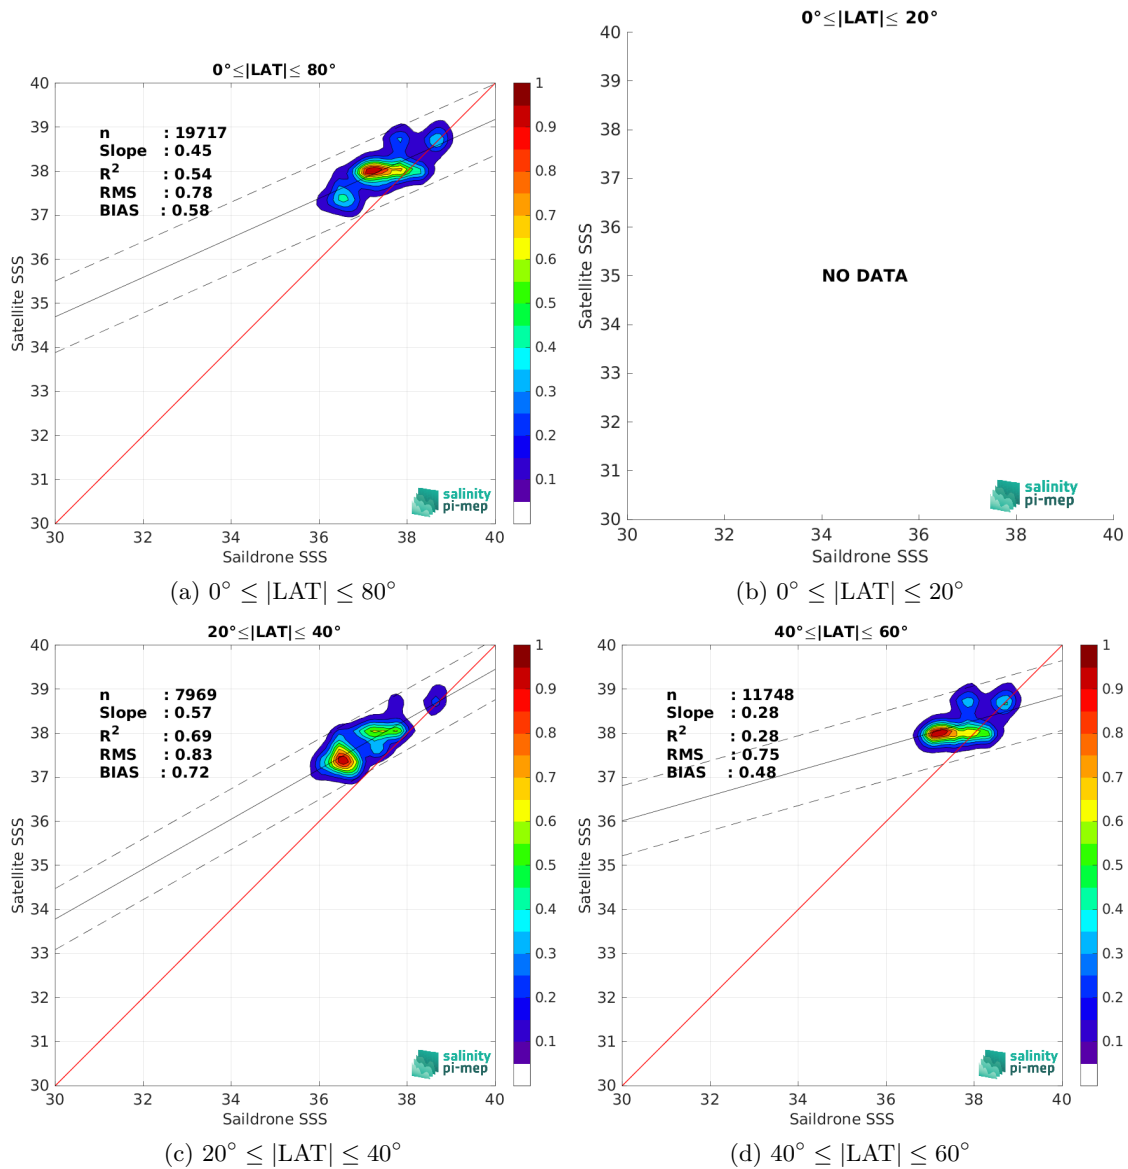 0°≤|LAT|≤ 80°
40
39
38
37
36
35
34
33
32
31
30
Satellite SSS
n : 19717
Slope : 0.45
R² : 0.54
RMS : 0.78
BIAS : 0.58
salinity
pi-mep
30 32 34 36 38 40
Saildrone SSS
1
0.9
0.8
0.7
0.6
0.5
0.4
0.3
0.2
0.1
(a) 0° ≤ |LAT| ≤ 80°
0°≤|LAT|≤ 20°
40
39
38
37
36
35
34
33
32
31
30
Satellite SSS
NO DATA
salinity
pi-mep
30 32 34 36 38 40
Saildrone SSS
(b) 0° ≤ |LAT| ≤ 20°
20°≤|LAT|≤ 40°
40
39
38
37
36
35
34
33
32
31
30
Satellite SSS
n : 7969
Slope : 0.57
R² : 0.69
RMS : 0.83
BIAS : 0.72
salinity
pi-mep
30 32 34 36 38 40
Saildrone SSS
1
0.9
0.8
0.7
0.6
0.5
0.4
0.3
0.2
0.1
(c) 20° ≤ |LAT| ≤ 40°
40°≤|LAT|≤ 60°
40
39
38
37
36
35
34
33
32
31
30
Satellite SSS
n : 11748
Slope : 0.28
R² : 0.28
RMS : 0.75
BIAS : 0.48
salinity
pi-mep
30 32 34 36 38 40
Saildrone SSS
1
0.9
0.8
0.7
0.6
0.5
0.4
0.3
0.2
0.1
(d) 40° ≤ |LAT| ≤ 60°